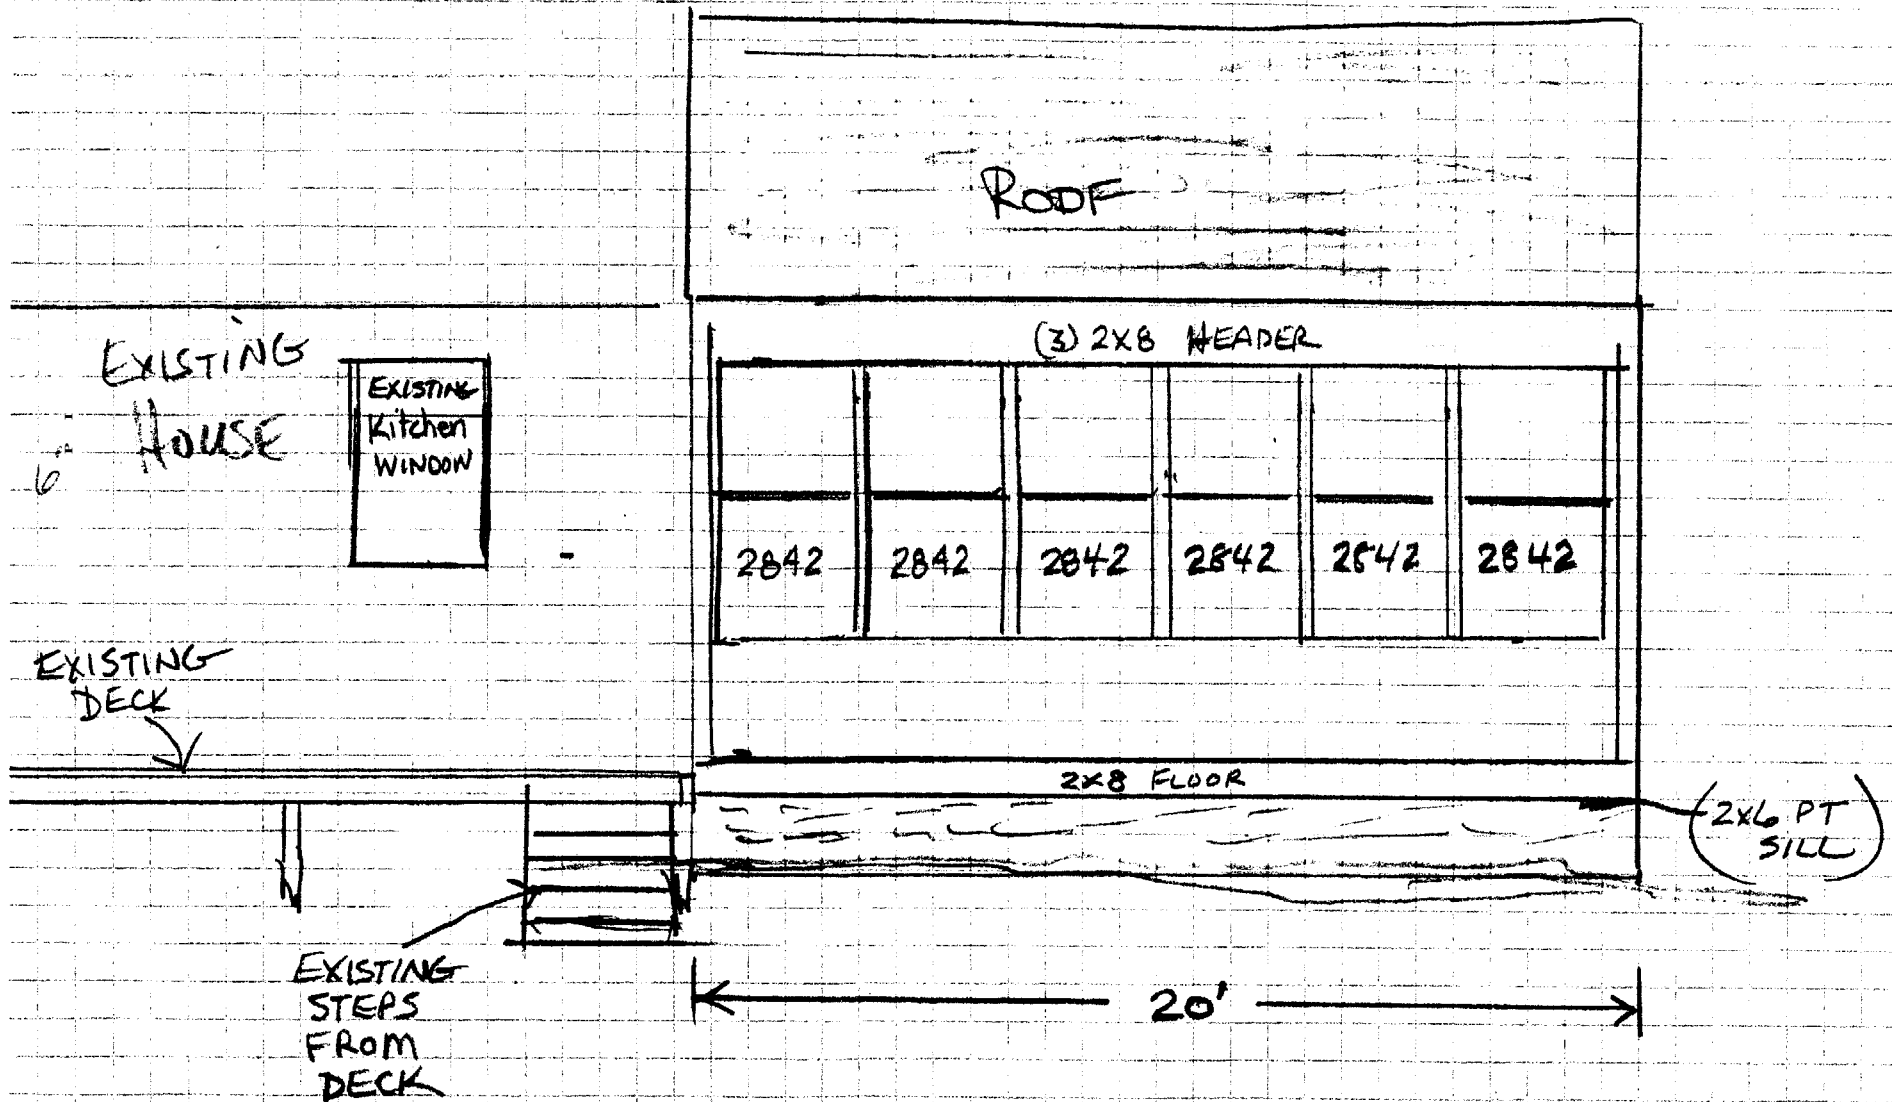 ROOF
(3) 2X8 HEADER
EXISTING
HOUSE
EXISTING
Kitchen
WINDOW
2842 2842 2842 2842 2842 2842
EXISTING
DECK
2X8 FLOOR
(2X6 PT
SILL)
EXISTING
STEPS
FROM
DECK
20'